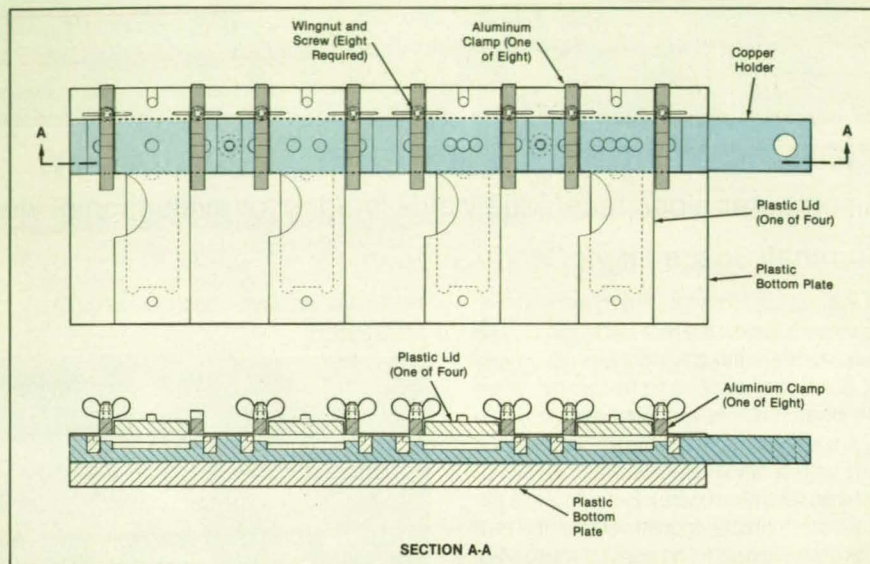 Wingnut and
Screw (Eight
Required)
Aluminum
Clamp (One
of Eight)
Copper
Holder
A
A
Plastic Lid
(One of Four)
Plastic
Bottom Plate
Plastic Lid
(One of Four)
Aluminum Clamp
(One of Eight)
Plastic
Bottom
Plate
SECTION A-A